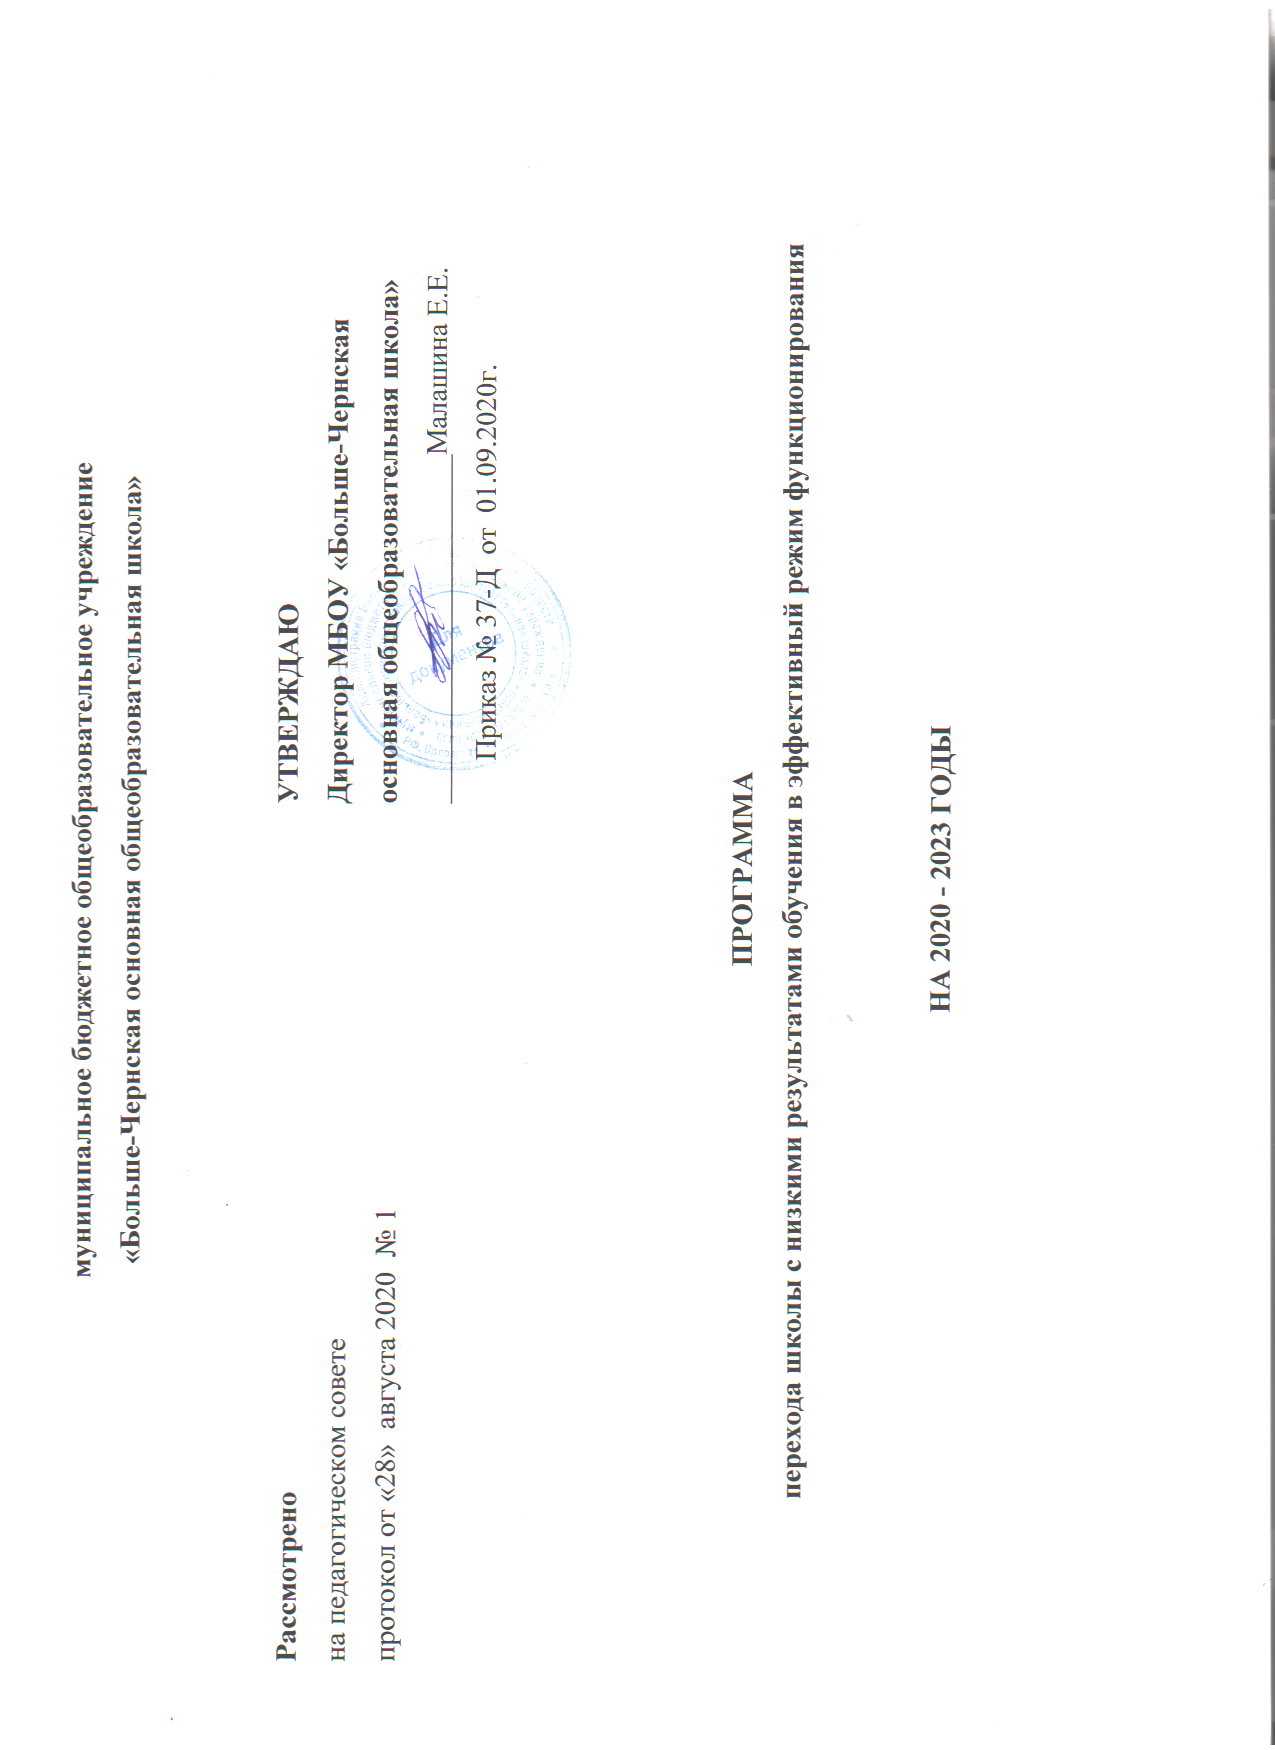 муниципальное бюджетное общеобразовательное учреждение
«Больше-Чернская основная общеобразовательная школа»
Рассмотрено
на педагогическом совете
протокол от «28» августа 2020 № 1
УТВЕРЖДАЮ
Директор МБОУ «Больше-Чернская
основная общеобразовательная школа»
Малашина Е.Е.
Приказ № 37-Д от 01.09.2020г.
для
документов
ПРОГРАММА
перехода школы с низкими результатами обучения в эффективный режим функционирования
НА 2020 - 2023 ГОДЫ